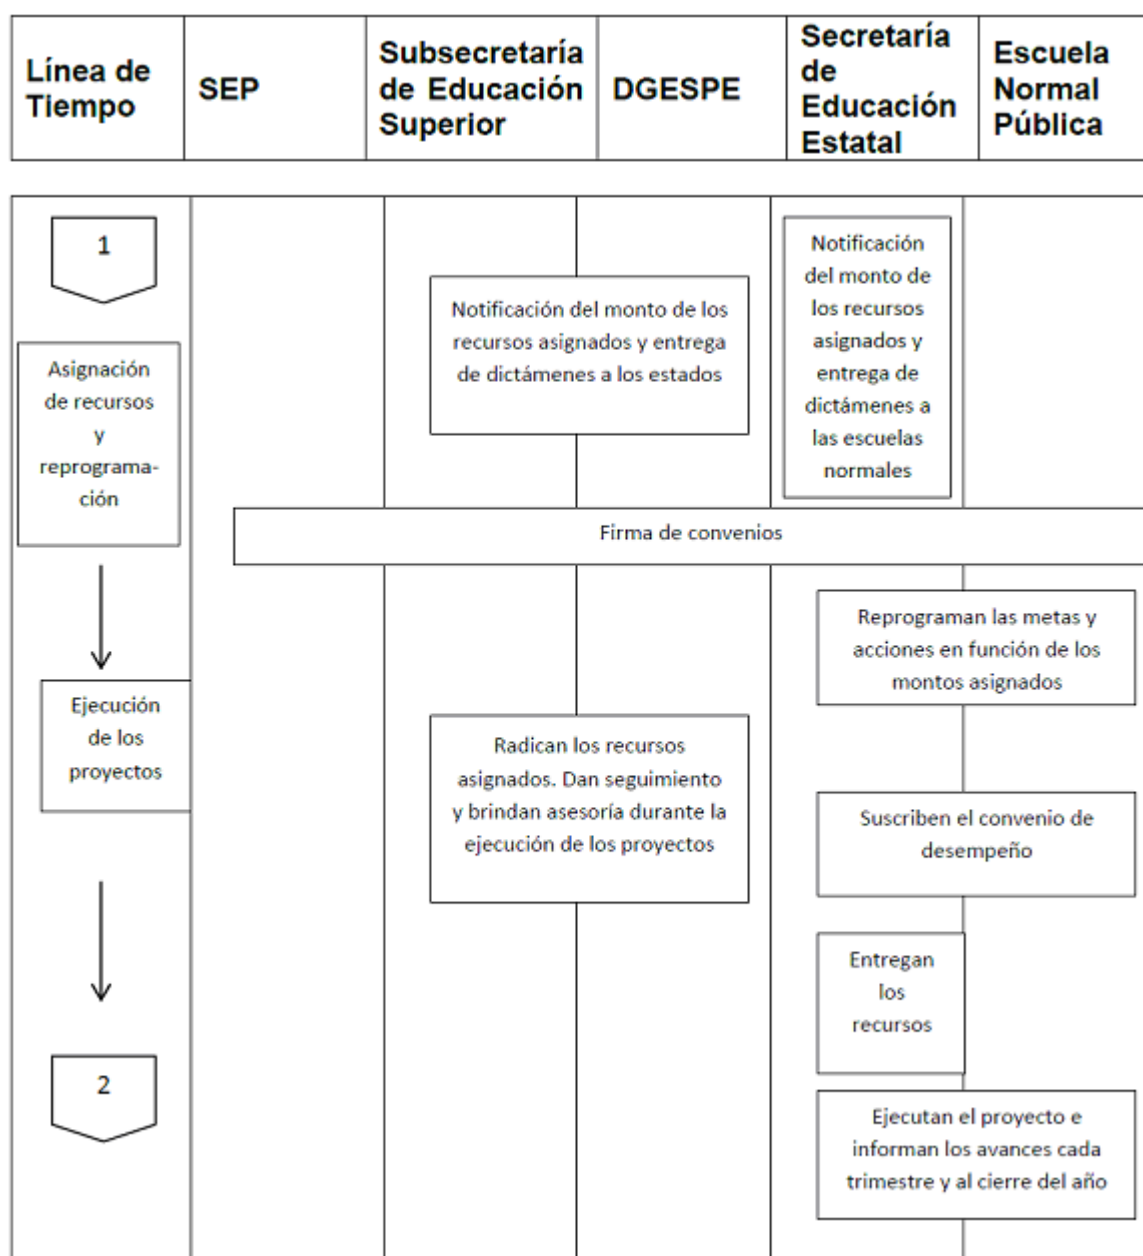 Línea de
Tiempo
SEP
Subsecretaría
de Educación
Superior
DGESPE
Secretaría
de
Educación
Estatal
Escuela
Normal
Pública
1
Asignación
de recursos
y
reprograma-
ción
Notificación del monto de los
recursos asignados y entrega
de dictámenes a los estados
Notificación
del monto de
los recursos
asignados y
entrega de
dictámenes a
las escuelas
normales
Firma de convenios
Reprograman las metas y
acciones en función de los
montos asignados
Ejecución
de los
proyectos
Radican los recursos
asignados. Dan seguimiento
y brindan asesoría durante la
ejecución de los proyectos
Suscriben el convenio de
desempeño
Entregan
los
recursos
2
Ejecutan el proyecto e
informan los avances cada
trimestre y al cierre del año